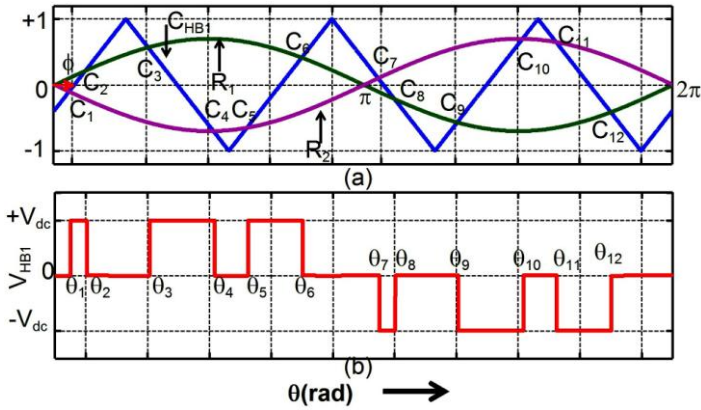 +1
0
-1
ϕ
C_HB1
R_1
R_2
C_1
C_2
C_3
C_4
C_5
C_6
C_7
C_8
C_9
C_10
C_11
C_12
π
2π
(a)
+V_dc
0
-V_dc
V_HB1
θ_1
θ_2
θ_3
θ_4
θ_5
θ_6
θ_7
θ_8
θ_9
θ_10
θ_11
θ_12
(b)
θ(rad)